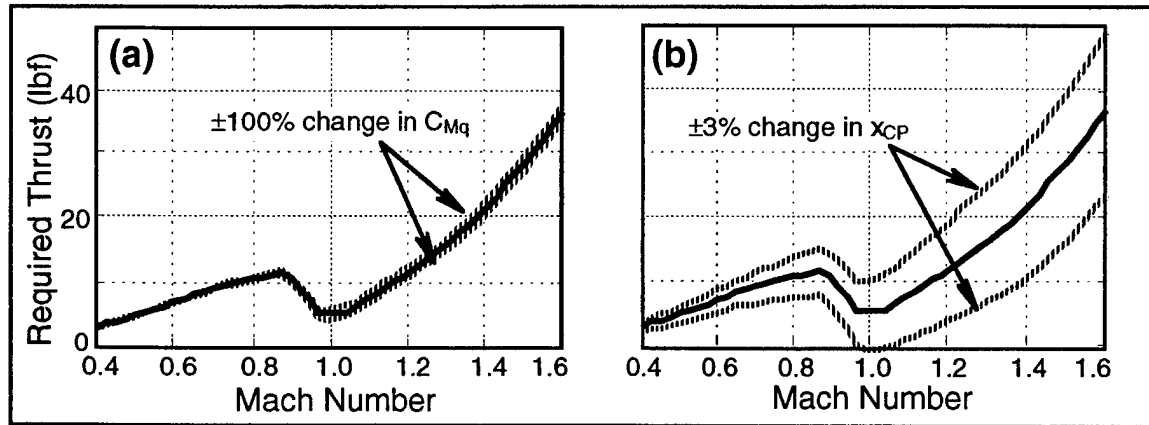 (a)
±100% change in CMq
Required Thrust (lbf)
40
20
0
0.4 0.6 0.8 1.0 1.2 1.4 1.6
Mach Number
(b)
±3% change in xCP
0.4 0.6 0.8 1.0 1.2 1.4 1.6
Mach Number